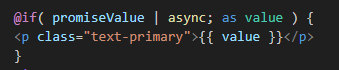 @if( promiseValue | async; as value ) {
<p class="text-primary">{{ value }}</p>
}